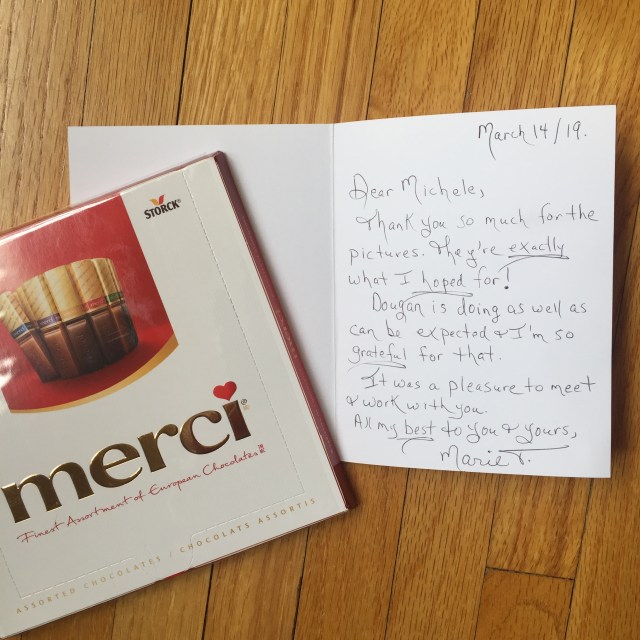 STORCK®
merci®
Finest Assortment of European Chocolates
ASSORTED CHOCOLATES / CHOCOLATS ASSORTIS
March 14/19.
Dear Michele,
Thank you so much for the
pictures. They're exactly
what I hoped for!
Dougan is doing as well as
can be expected & I'm so
grateful for that.
It was a pleasure to meet
& work with you.
All my best to you & yours,
Marie T.